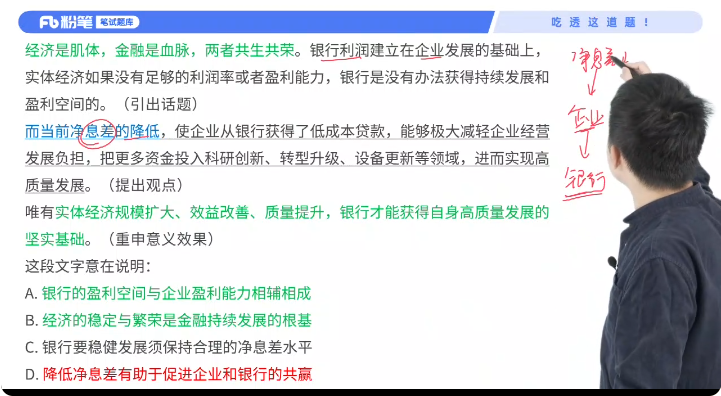 粉笔 笔试题库
吃透这道题!
经济是肌体，金融是血脉，两者共生共荣。银行利润建立在企业发展的基础上，
实体经济如果没有足够的利润率或者盈利能力，银行是没有办法获得持续发展和
盈利空间的。（引出话题）
而当前净息差的降低，使企业从银行获得了低成本贷款，能够极大减轻企业经营
发展负担，把更多资金投入科研创新、转型升级、设备更新等领域，进而实现高
质量发展。（提出观点）
唯有实体经济规模扩大、效益改善、质量提升，银行才能获得自身高质量发展的
坚实基础。（重申意义效果）
这段文字意在说明：
A. 银行的盈利空间与企业盈利能力相辅相成
B. 经济的稳定与繁荣是金融持续发展的根基
C. 银行要稳健发展须保持合理的净息差水平
D. 降低净息差有助于促进企业和银行的共赢
净息差↓
企业
银行